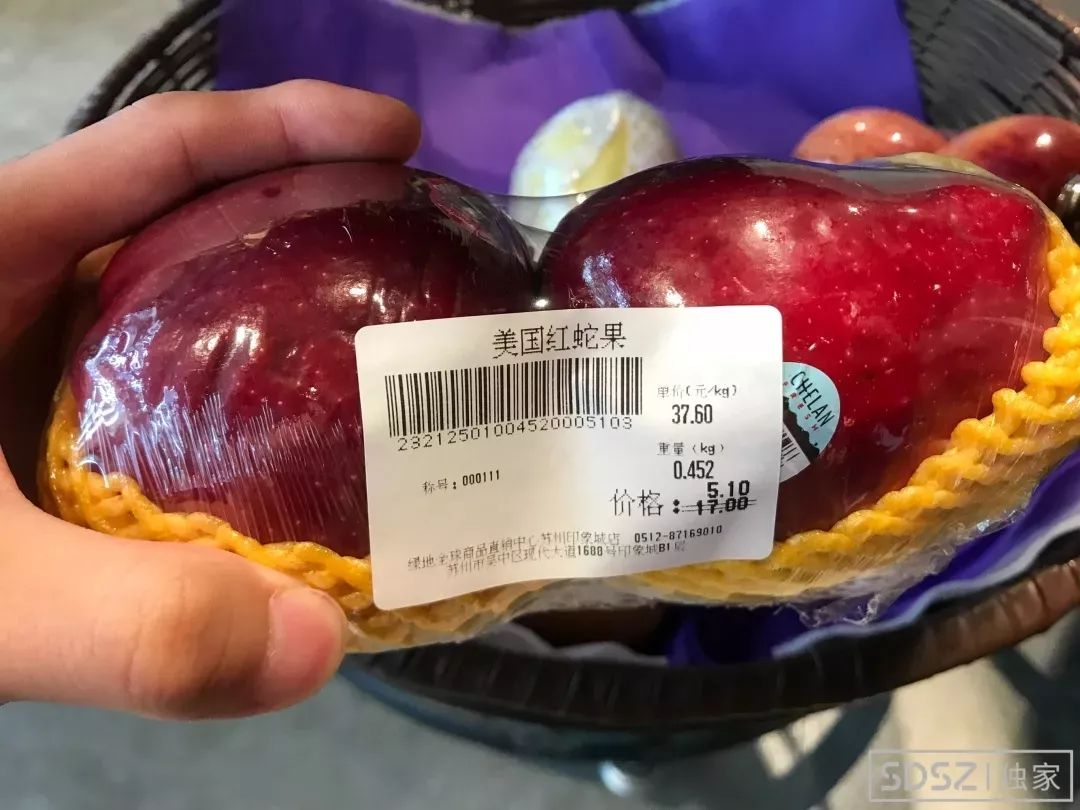 美国红蛇果
23212501004520005103
单价(元/kg)
37.60
重量(kg)
0.452
称号:000111
5.10
价格:17.00
绿地全球商品直销中心苏州印象城店 0512-87169010
苏州市吴中区现代大道1688号印象城B1层
CHELAN
FRESH
SDSZ|独家